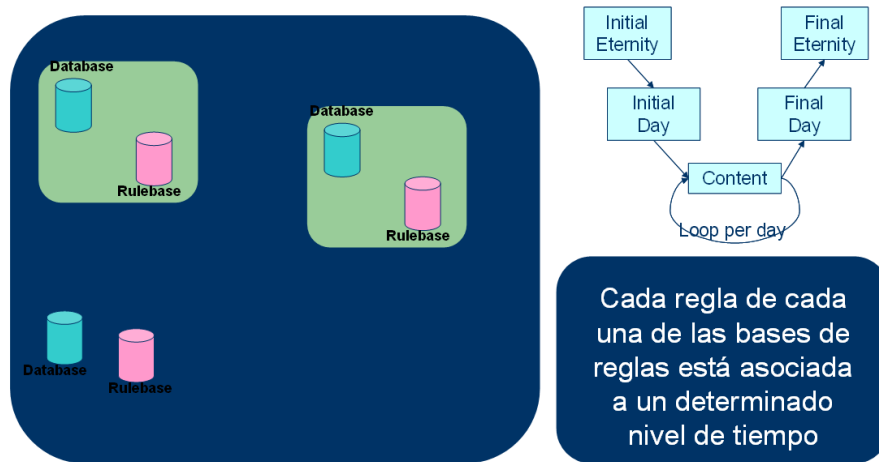 Database
Rulebase
Database
Rulebase
Database
Rulebase
Initial
Eternity
Final
Eternity
Initial
Day
Final
Day
Content
Loop per day
Cada regla de cada
una de las bases de
reglas está asociada
a un determinado
nivel de tiempo